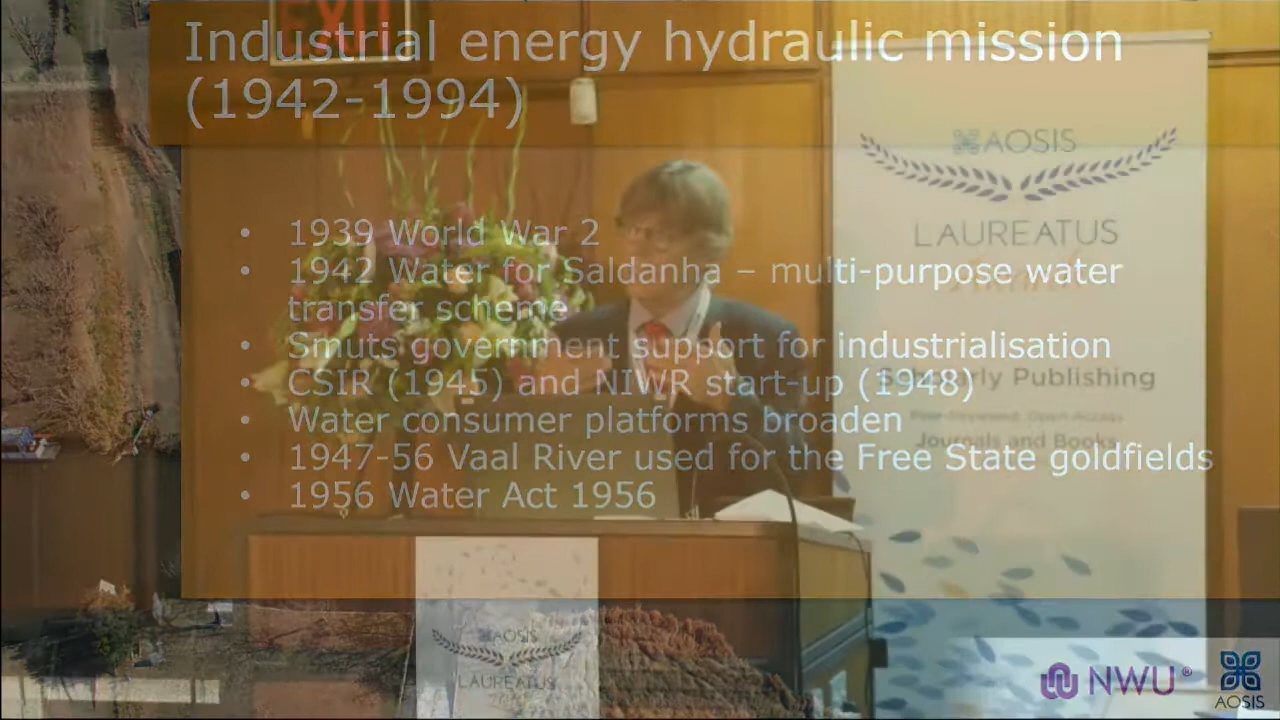 Industrial energy hydraulic mission
(1942-1994)
EXIT
• 1939 World War 2
• 1942 Water for Saldanha – multi-purpose water
transfer scheme
• Smuts government support for industrialisation
• CSIR (1945) and NIWR start-up (1948)
• Water consumer platforms broaden
• 1947-56 Vaal River used for the Free State goldfields
• 1956 Water Act 1956
AOSIS
LAUREATUS
Scholarly Publishing
Peer-Reviewed, Open Access
Journals and Books
AOSIS
LAUREATUS
NWU®
AOSIS